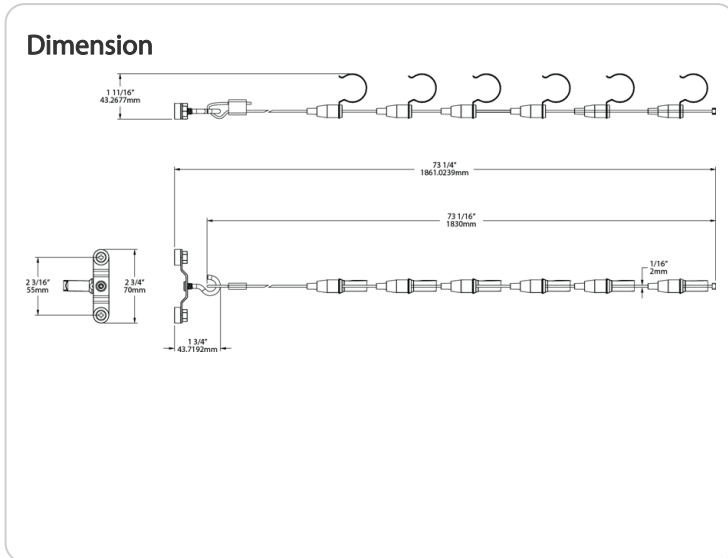 Dimension
1 11/16"
43.2677mm
73 1/4"
1861.0239mm
73 1/16"
1830mm
1/16"
2mm
2 3/16"
55mm
2 3/4"
70mm
1 3/4"
43.7192mm